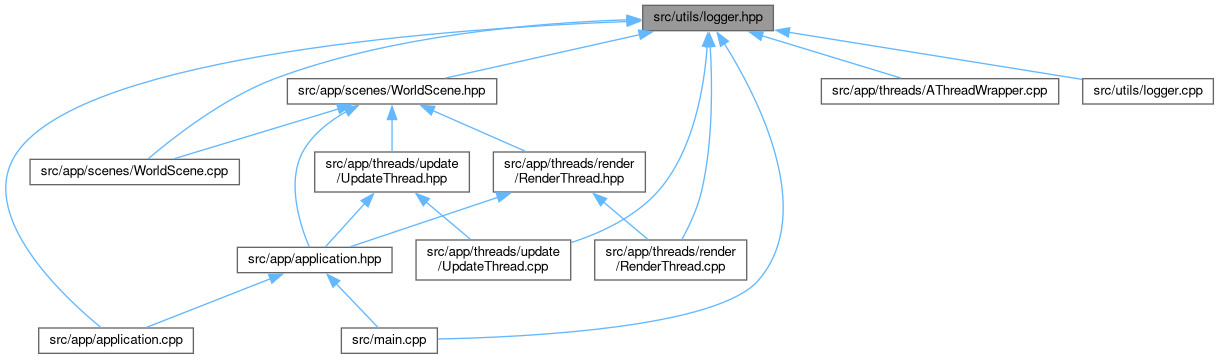 src/utils/logger.hpp
src/app/scenes/WorldScene.hpp
src/app/threads/AThreadWrapper.cpp
src/utils/logger.cpp
src/app/scenes/WorldScene.cpp
src/app/threads/update
/UpdateThread.hpp
src/app/threads/render
/RenderThread.hpp
src/app/application.hpp
src/app/threads/update
/UpdateThread.cpp
src/app/threads/render
/RenderThread.cpp
src/app/application.cpp
src/main.cpp